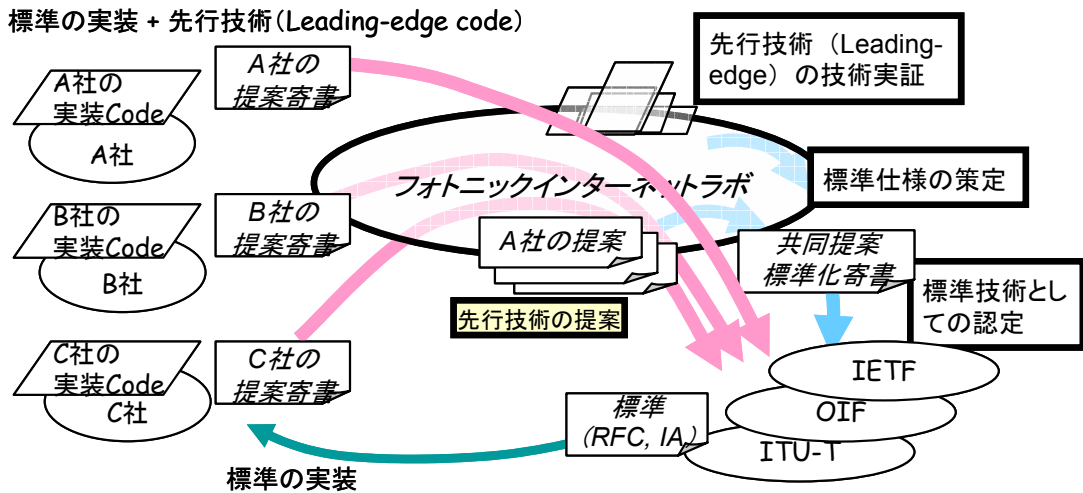 標準の実装 + 先行技術(Leading-edge code)
A社の
実装Code
A社
A社の
提案寄書
先行技術（Leading-
edge）の技術実証
フォトニックインターネットラボ
標準仕様の策定
B社の
実装Code
B社
B社の
提案寄書
A社の提案
先行技術の提案
共同提案
標準化寄書
標準技術とし
ての認定
C社の
実装Code
C社
C社の
提案寄書
標準
(RFC, IA)
IETF
OIF
ITU-T
標準の実装